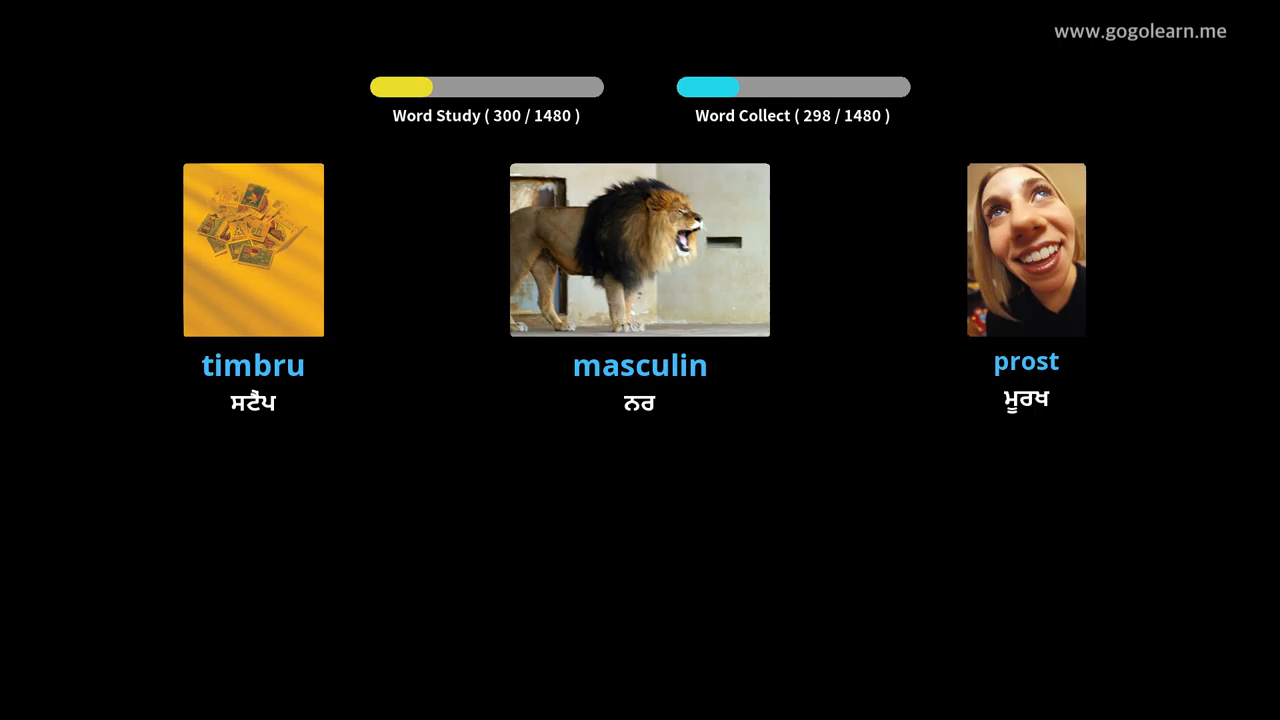 www.gogolearn.me
Word Study ( 300 / 1480 )
Word Collect ( 298 / 1480 )
timbru
masculin
prost
ਸਟੈਂਪ
ਨਰ
ਮੂਰਖ